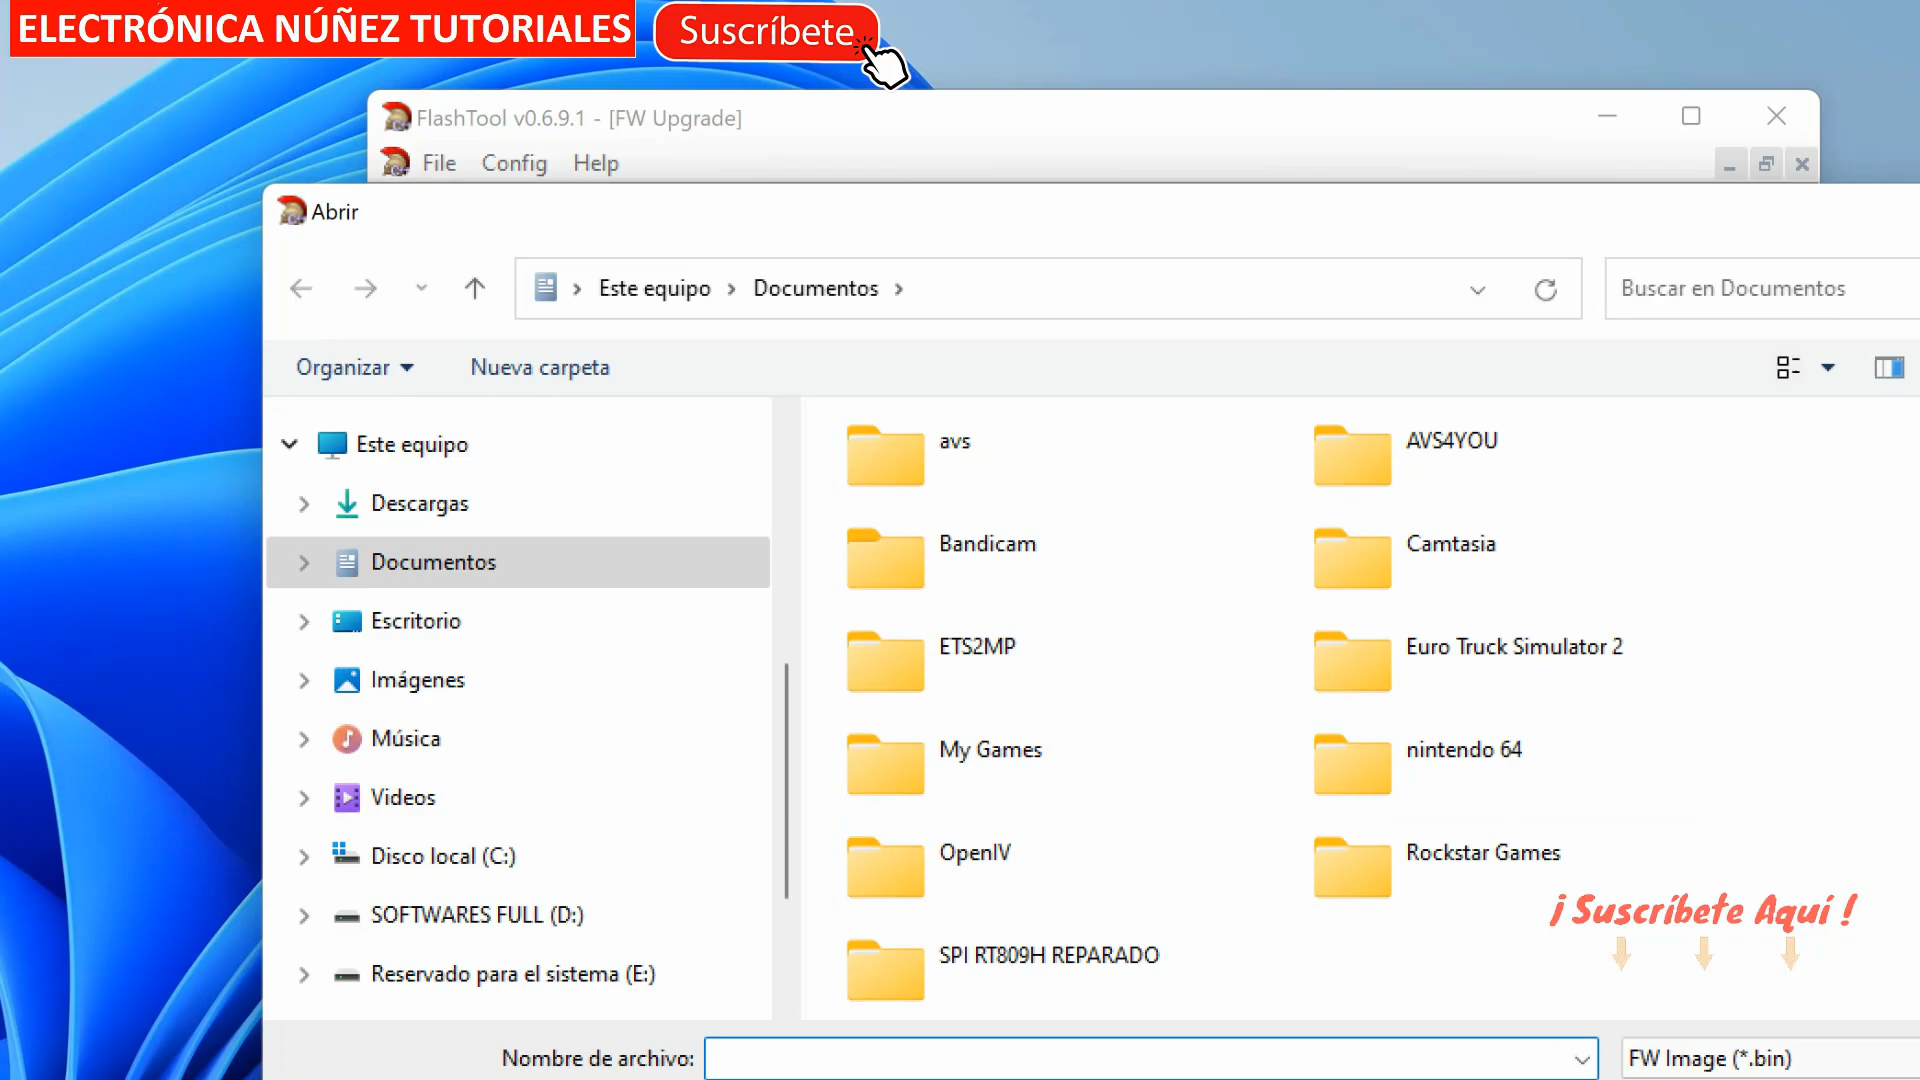 ELECTRÓNICA NÚÑEZ TUTORIALES
Suscríbete
FlashTool v0.6.9.1 - [FW Upgrade]
File Config Help
Abrir
Este equipo Documentos
Buscar en Documentos
Organizar Nueva carpeta
Este equipo
Descargas
Documentos
Escritorio
Imágenes
Música
Videos
Disco local (C:)
SOFTWARES FULL (D:)
Reservado para el sistema (E:)
avs AVS4YOU
Bandicam Camtasia
ETS2MP Euro Truck Simulator 2
My Games nintendo 64
OpenIV Rockstar Games
SPI RT809H REPARADO
¡ Suscríbete Aquí !
Nombre de archivo: FW Image (*.bin)